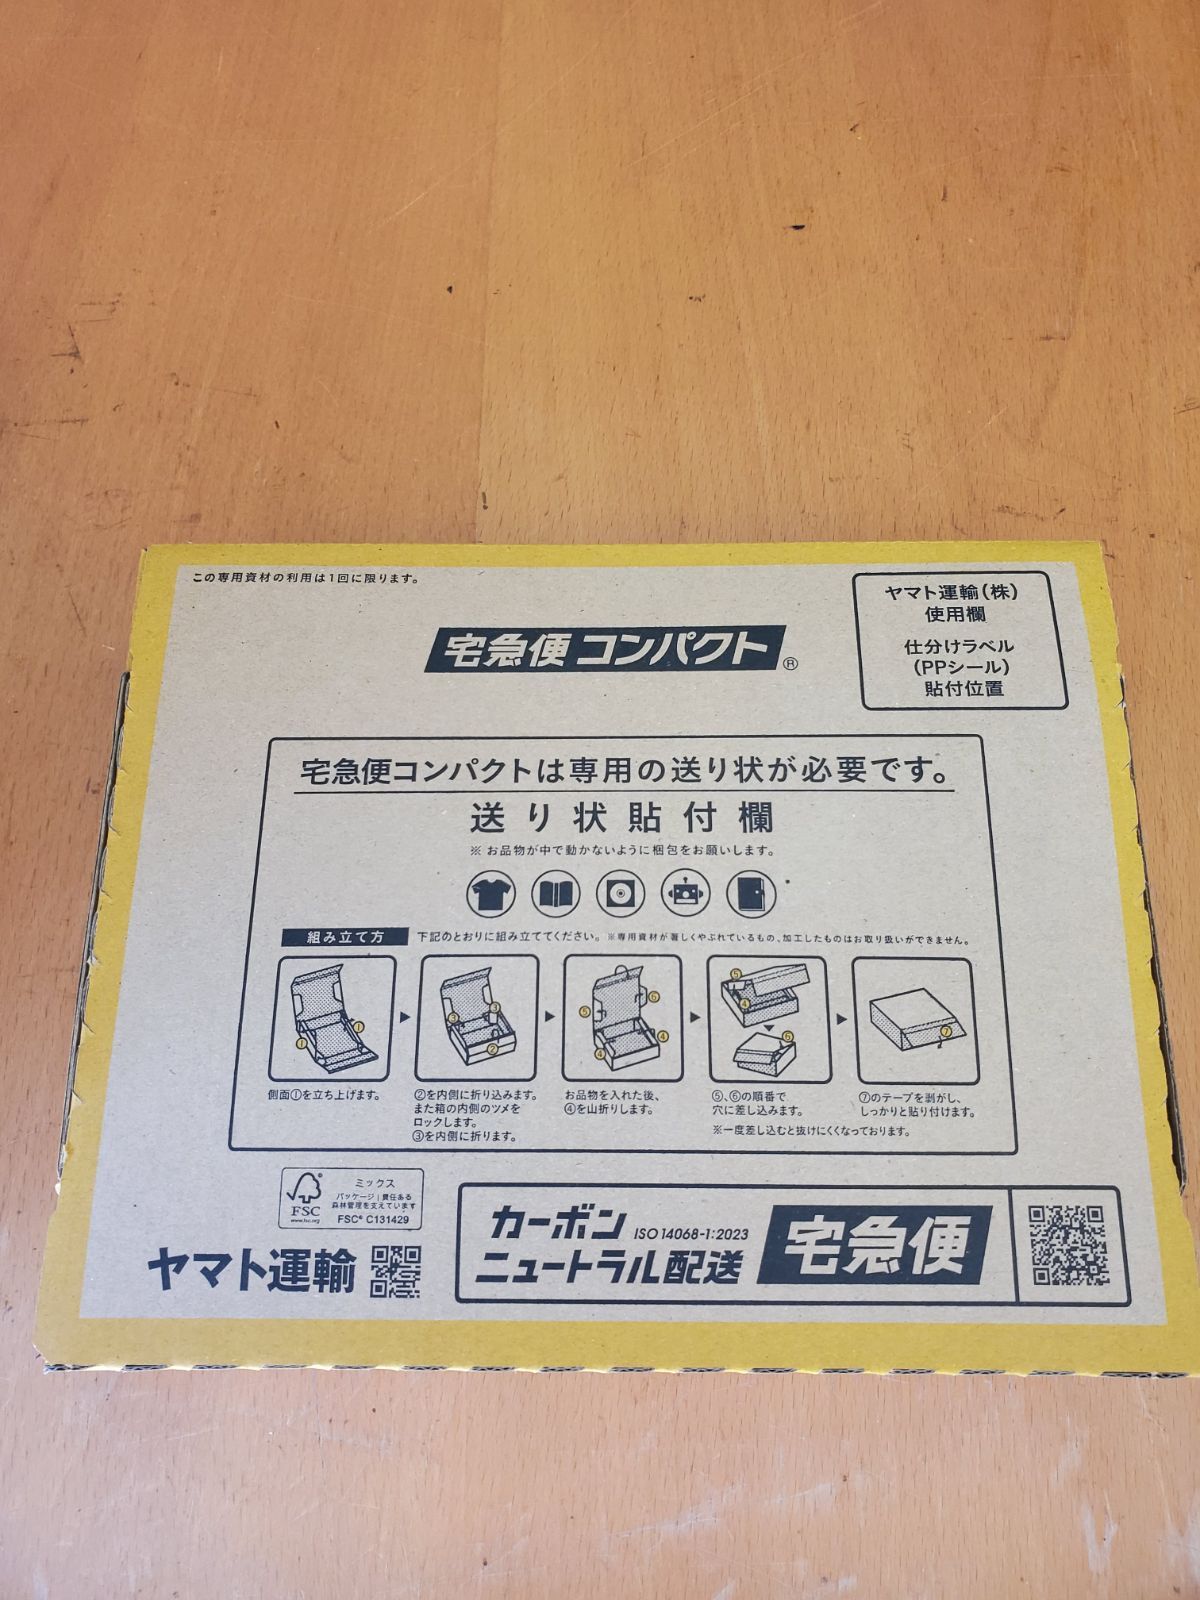 この専用資材の利用は1回に限ります。
宅急便コンパクト®
ヤマト運輸(株)
使用欄
仕分けラベル
(PPシール)
貼付位置
宅急便コンパクトは専用の送り状が必要です。
送り状貼付欄
※お品物が中で動かないように梱包をお願いします。
組み立て方 下記のとおりに組み立ててください。※専用資材が著しくやぶれているもの、加工したものはお取り扱いができません。
① ①
② ③ ③
④ ④ ⑤ ⑥
⑤ ④ ⑥
⑦
側面①を立ち上げます。
②を内側に折り込みます。
また箱の内側のツメを
ロックします。
③を内側に折ります。
お品物を入れた後、
④を山折りします。
⑤、⑥の順番で
穴に差し込みます。
※一度差し込むと抜けにくくなっております。
⑦のテープを剥がし、
しっかりと貼り付けます。
FSC
www.fsc.org
ミックス
パッケージ|責任ある
森林管理を支えています
FSC® C131429
ヤマト運輸
カーボン ISO 14068-1:2023
ニュートラル配送
宅急便